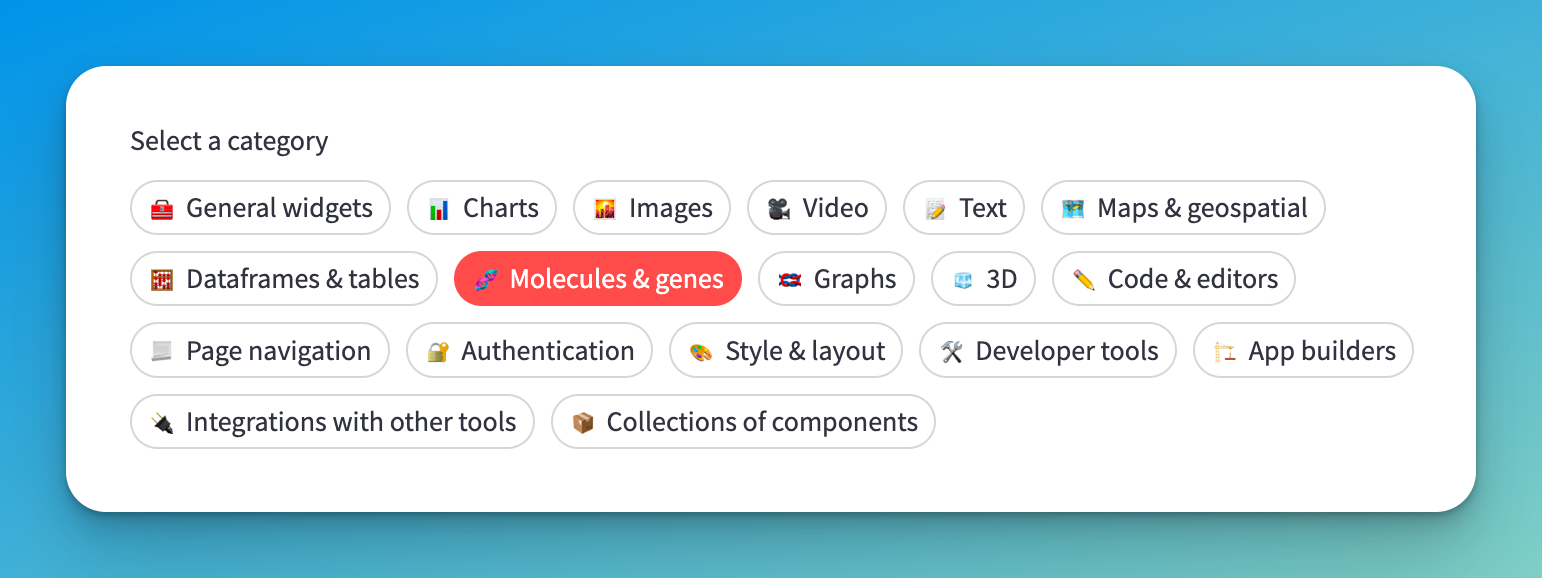 Select a category
General widgets Charts Images Video Text Maps & geospatial
Dataframes & tables Molecules & genes Graphs 3D Code & editors
Page navigation Authentication Style & layout Developer tools App builders
Integrations with other tools Collections of components